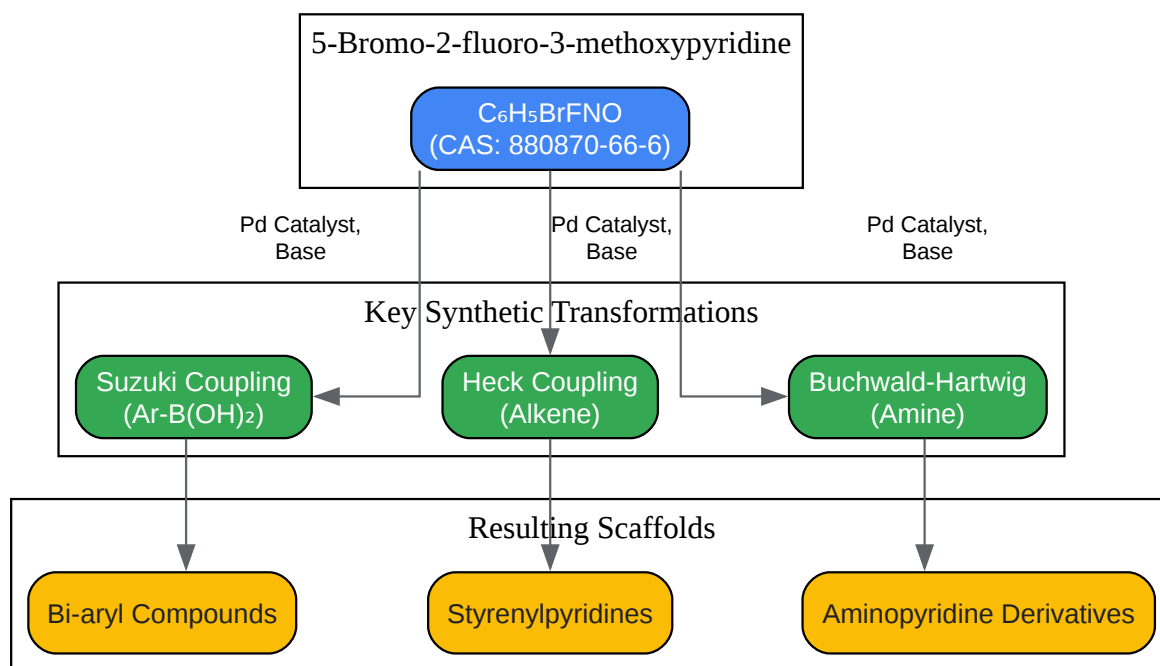 5-Bromo-2-fluoro-3-methoxypyridine
C₆H₅BrFNO
(CAS: 880870-66-6)
Pd Catalyst,
Base
Pd Catalyst,
Base
Pd Catalyst,
Base
Key Synthetic Transformations
Suzuki Coupling
(Ar-B(OH)₂)
Heck Coupling
(Alkene)
Buchwald-Hartwig
(Amine)
Resulting Scaffolds
Bi-aryl Compounds
Styrenylpyridines
Aminopyridine Derivatives